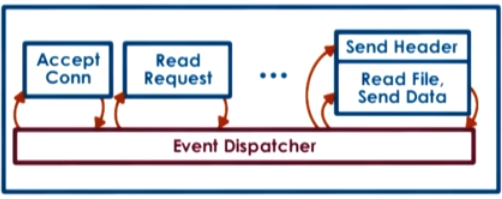 Accept
Conn
Read
Request
...
Send Header
Read File,
Send Data
Event Dispatcher